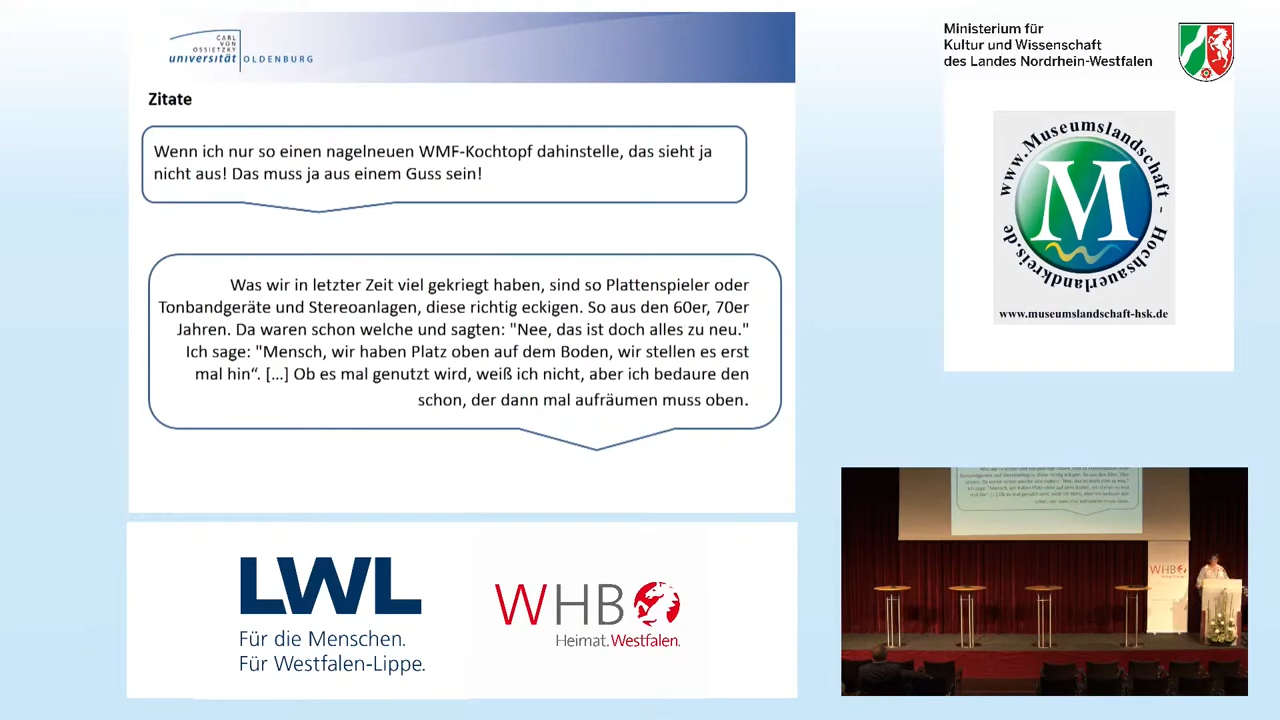 CARL
VON
OSSIETZKY
universität OLDENBURG
Zitate
Wenn ich nur so einen nagelneuen WMF-Kochtopf dahinstelle, das sieht ja
nicht aus! Das muss ja aus einem Guss sein!
Was wir in letzter Zeit viel gekriegt haben, sind so Plattenspieler oder
Tonbandgeräte und Stereoanlagen, diese richtig eckigen. So aus den 60er, 70er
Jahren. Da waren schon welche und sagten: "Nee, das ist doch alles zu neu."
Ich sage: "Mensch, wir haben Platz oben auf dem Boden, wir stellen es erst
mal hin“. [...] Ob es mal genutzt wird, weiß ich nicht, aber ich bedaure den
schon, der dann mal aufräumen muss oben.
LWL
Für die Menschen.
Für Westfalen-Lippe.
WHB
Heimat.Westfalen.
Ministerium für
Kultur und Wissenschaft
des Landes Nordrhein-Westfalen
www.Museumslandschaft -
Hochsauerlandkreis.de
M
www.museumslandschaft-hsk.de
WHB